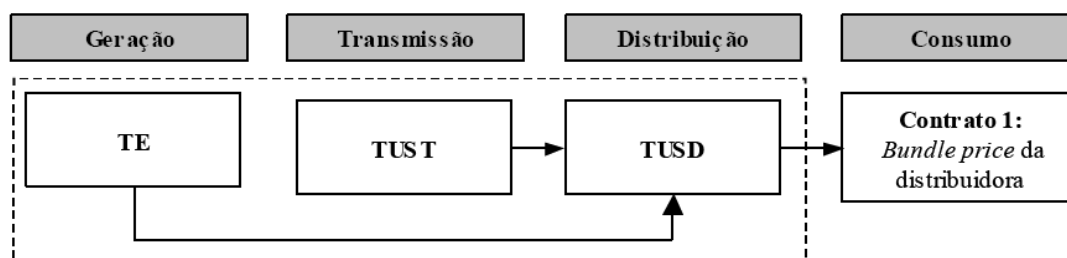 Geração
Transmissão
Distribuição
Consumo
TE
TUST
TUSD
Contrato 1:
Bundle price da
distribuidora